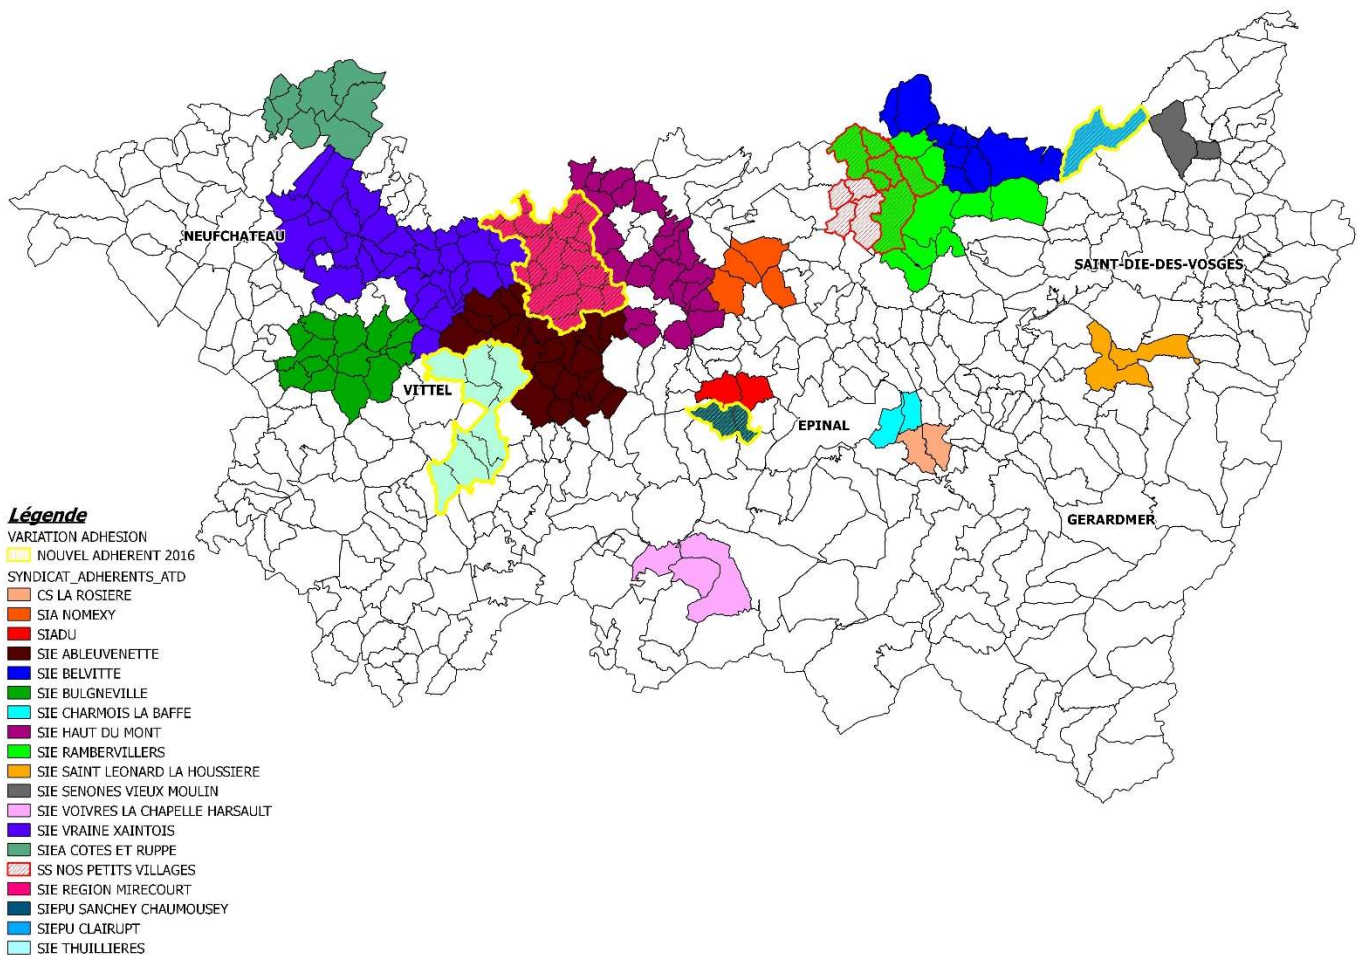 NEUFCHATEAU
SAINT-DIE-DES-VOSGES
VITTEL
EPINAL
GERARDMER
Légende
VARIATION ADHESION
NOUVEL ADHERENT 2016
SYNDICAT_ADHERENTS_ATD
CS LA ROSIERE
SIA NOMEXY
SIADU
SIE ABLEUVENETTE
SIE BELVITTE
SIE BULGNEVILLE
SIE CHARMOIS LA BAFFE
SIE HAUT DU MONT
SIE RAMBERVILLERS
SIE SAINT LEONARD LA HOUSSIERE
SIE SENONES VIEUX MOULIN
SIE VOIVRES LA CHAPELLE HARSAULT
SIE VRAINE XAINTOIS
SIEA COTES ET RUPPE
SS NOS PETITS VILLAGES
SIE REGION MIRECOURT
SIEPU SANCHEY CHAUMOUSEY
SIEPU CLAIRUPT
SIE THUILLIERES